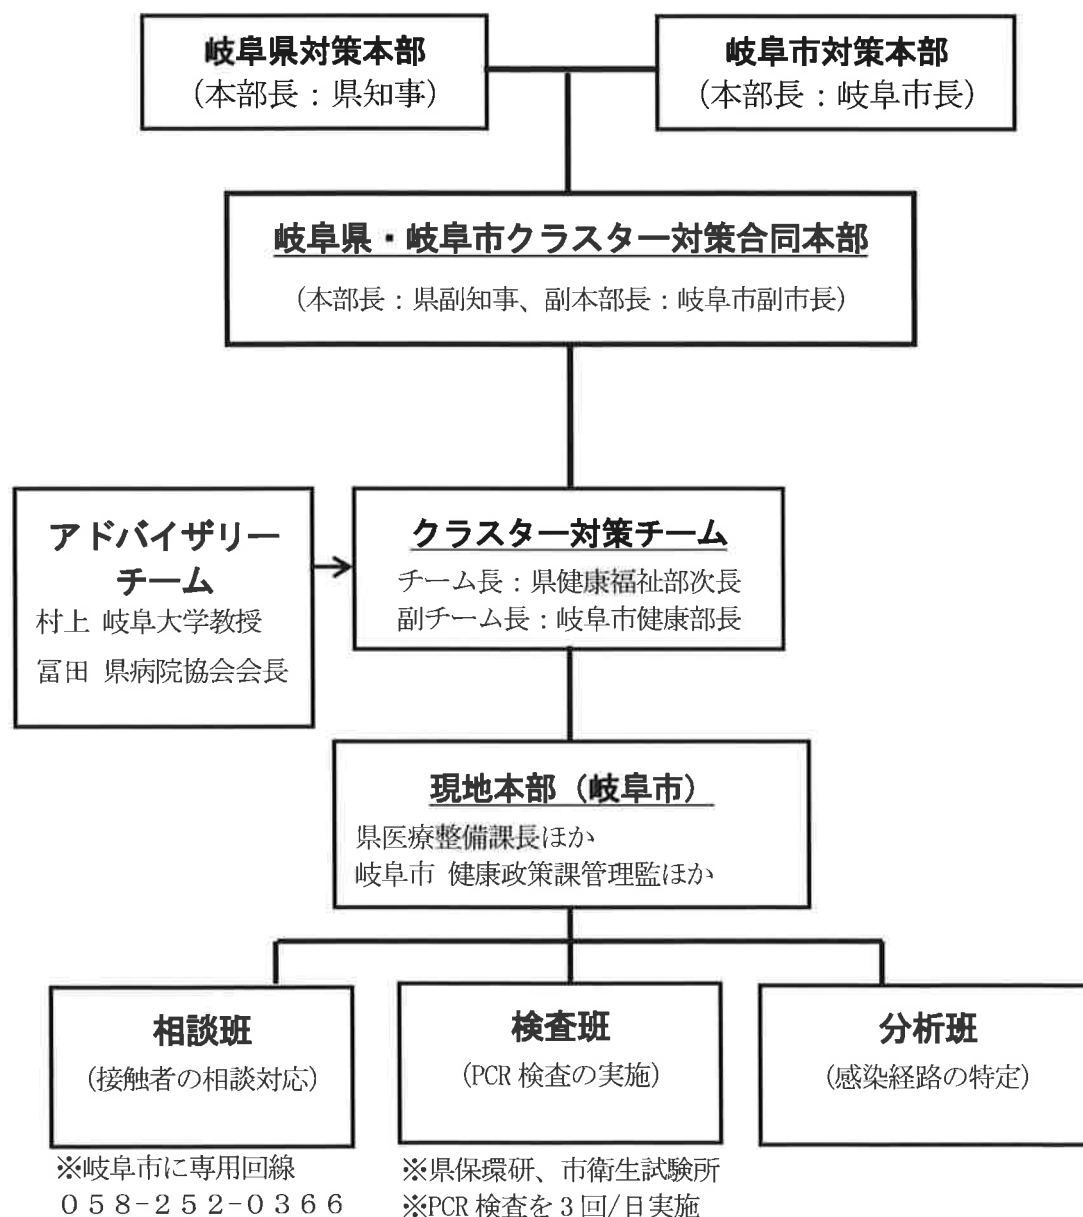 岐阜県対策本部
(本部長：県知事)
岐阜市対策本部
(本部長：岐阜市長)
岐阜県・岐阜市クラスター対策合同本部
(本部長：県副知事、副本部長：岐阜市副市長)
アドバイザリー
チーム
村上 岐阜大学教授
冨田 県病院協会会長
クラスター対策チーム
チーム長：県健康福祉部次長
副チーム長：岐阜市健康部長
現地本部（岐阜市）
県医療整備課長ほか
岐阜市 健康政策課管理監ほか
相談班
(接触者の相談対応)
※岐阜市に専用回線
０５８-２５２-０３６６
検査班
(PCR 検査の実施)
※県保環研、市衛生試験所
※PCR 検査を３回/日実施
分析班
(感染経路の特定)